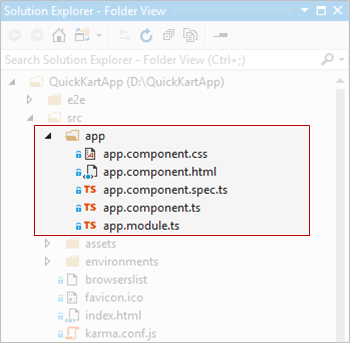 Solution Explorer - Folder View
Search Solution Explorer - Folder View (Ctrl+;)
QuickKartApp (D:\QuickKartApp)
e2e
src
app
app.component.css
app.component.html
TS app.component.spec.ts
TS app.component.ts
TS app.module.ts
assets
environments
browserslist
favicon.ico
index.html
karma.conf.js